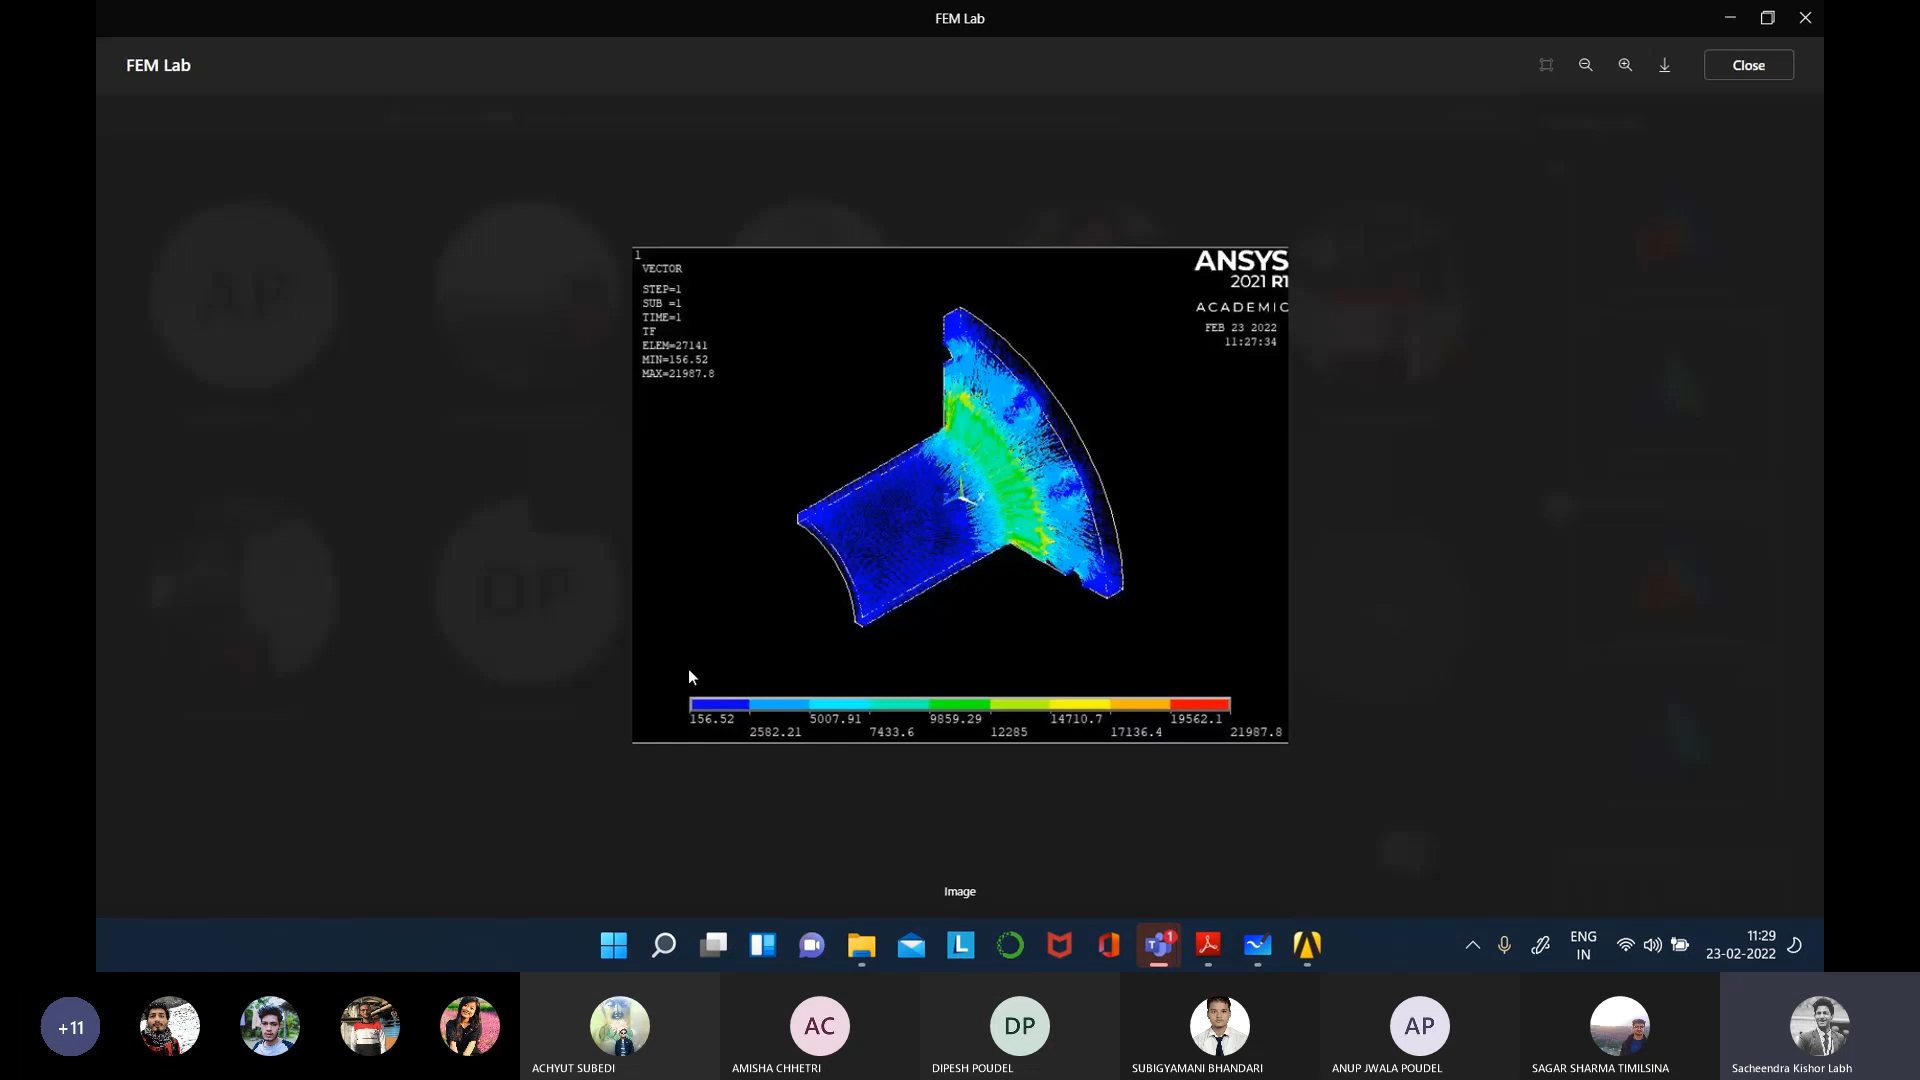 FEM Lab
FEM Lab
Close
1
VECTOR
STEP=1
SUB =1
TIME=1
TF
ELEM=27141
MIN=156.52
MAX=21987.8
ANSYS
2021 R1
ACADEMIC
FEB 23 2022
11:27:34
X
156.52
2582.21
5007.91
7433.6
9859.29
12285
14710.7
17136.4
19562.1
21987.8
AP
DP
Image
L
1
ENG
IN
11:29
23-02-2022
+11
AC
DP
AP
ACHYUT SUBEDI
AMISHA CHHETRI
DIPESH POUDEL
SUBIGYAMANI BHANDARI
ANUP JWALA POUDEL
SAGAR SHARMA TIMILSINA
Sacheendra Kishor Labh